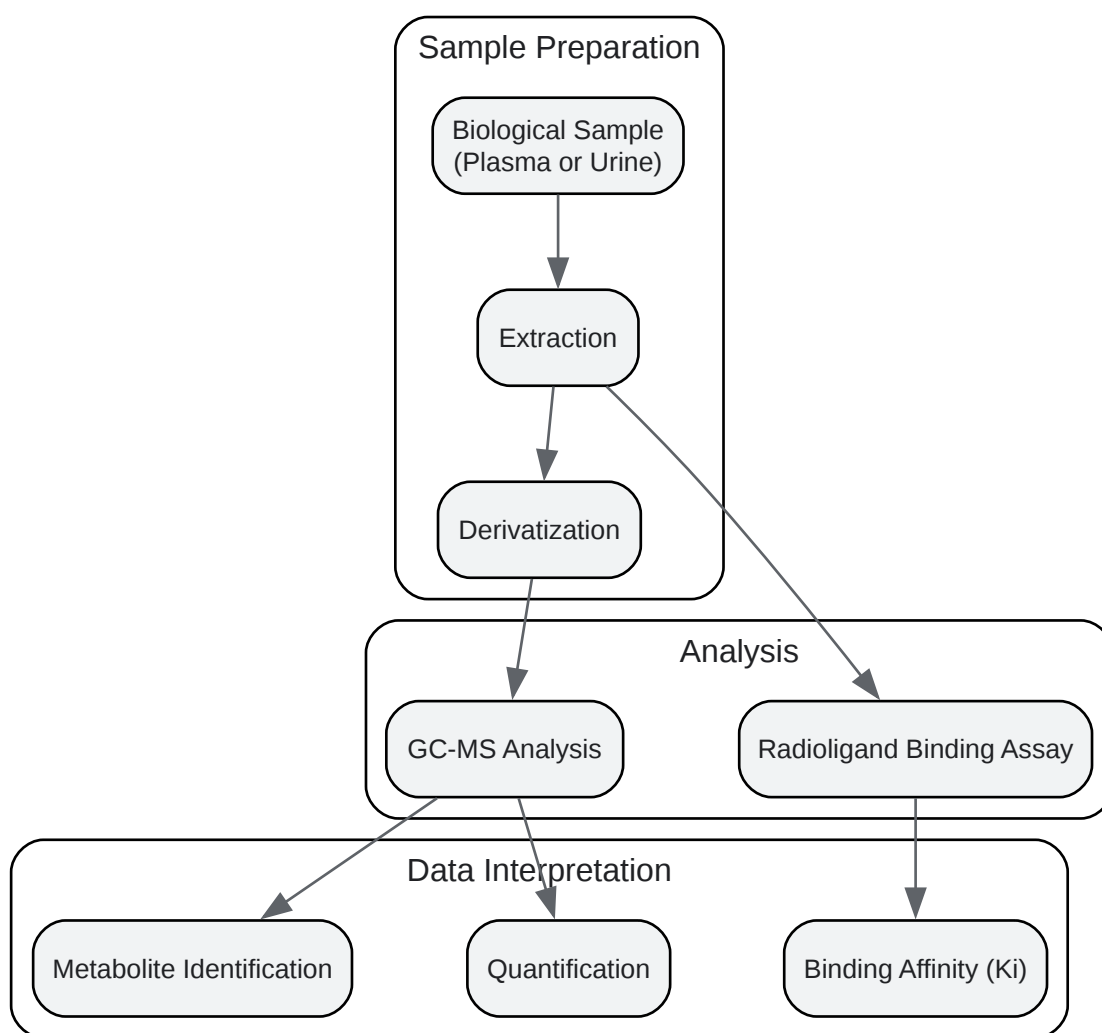 Sample Preparation
Biological Sample
(Plasma or Urine)
Extraction
Derivatization
Analysis
GC-MS Analysis
Radioligand Binding Assay
Data Interpretation
Metabolite Identification
Quantification
Binding Affinity (Ki)